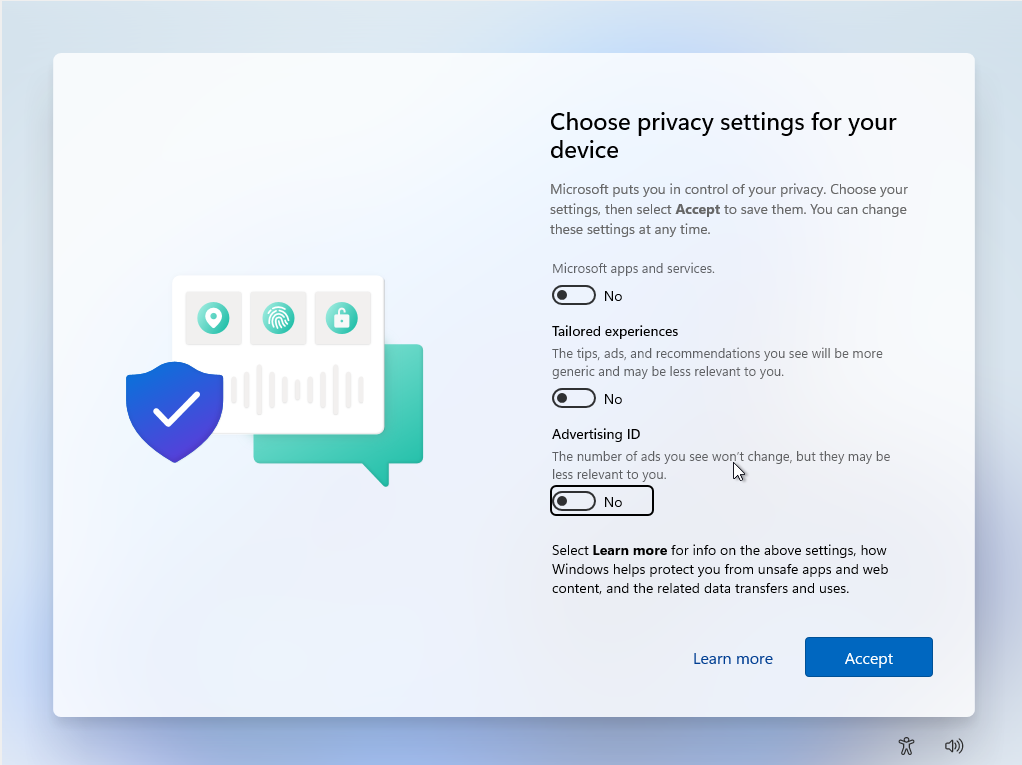 Choose privacy settings for your
device
Microsoft puts you in control of your privacy. Choose your
settings, then select Accept to save them. You can change
these settings at any time.
Microsoft apps and services.
No
Tailored experiences
The tips, ads, and recommendations you see will be more
generic and may be less relevant to you.
No
Advertising ID
The number of ads you see won't change, but they may be
less relevant to you.
No
Select Learn more for info on the above settings, how
Windows helps protect you from unsafe apps and web
content, and the related data transfers and uses.
Learn more
Accept